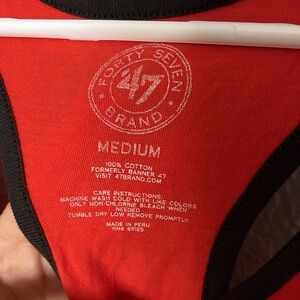 FORTY SEVEN
'47
BRAND
MEDIUM
100% COTTON
FORMERLY BANNER 47
VISIT 47BRAND.COM
CARE INSTRUCTIONS:
MACHINE WASH COLD WITH LIKE COLORS
ONLY NON-CHLORINE BLEACH WHEN
NEEDED
TUMBLE DRY LOW REMOVE PROMPTLY
MADE IN PERU